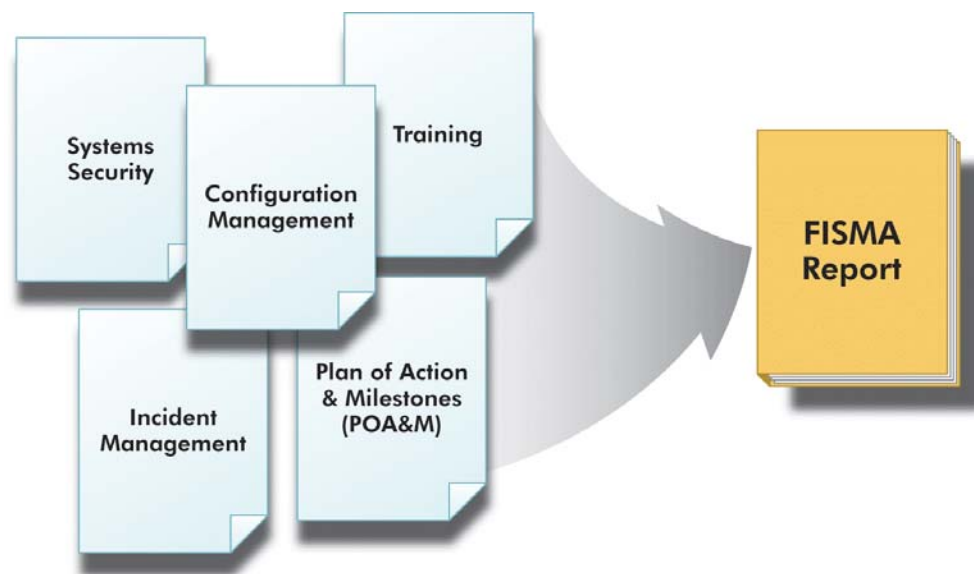 Systems
Security
Configuration
Management
Training
Incident
Management
Plan of Action
& Milestones
(POA&M)
FISMA
Report